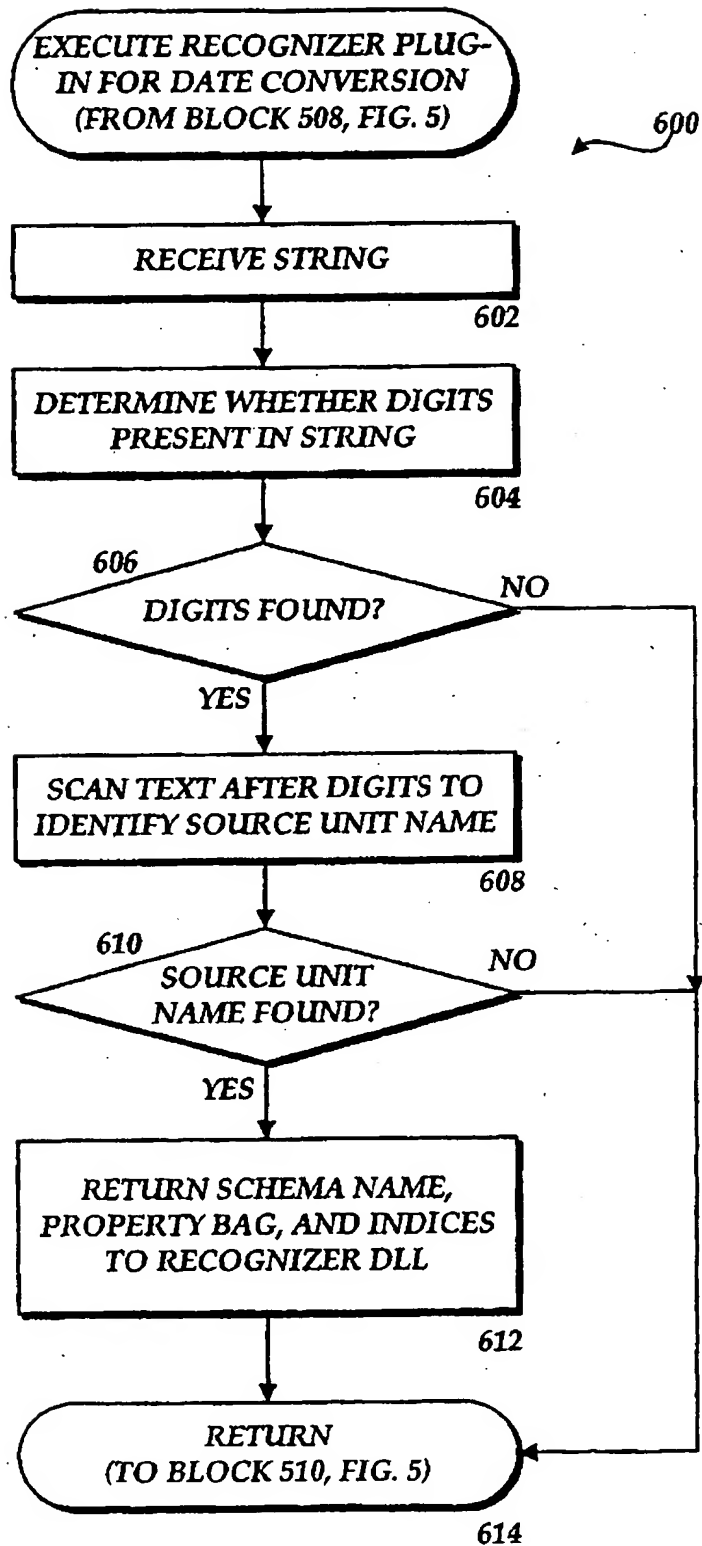 EXECUTE RECOGNIZER PLUG-
IN FOR DATE CONVERSION
(FROM BLOCK 508, FIG. 5)
600
RECEIVE STRING
602
DETERMINE WHETHER DIGITS
PRESENT IN STRING
604
606
DIGITS FOUND?
NO
YES
SCAN TEXT AFTER DIGITS TO
IDENTIFY SOURCE UNIT NAME
608
610
SOURCE UNIT
NAME FOUND?
NO
YES
RETURN SCHEMA NAME,
PROPERTY BAG, AND INDICES
TO RECOGNIZER DLL
612
RETURN
(TO BLOCK 510, FIG. 5)
614